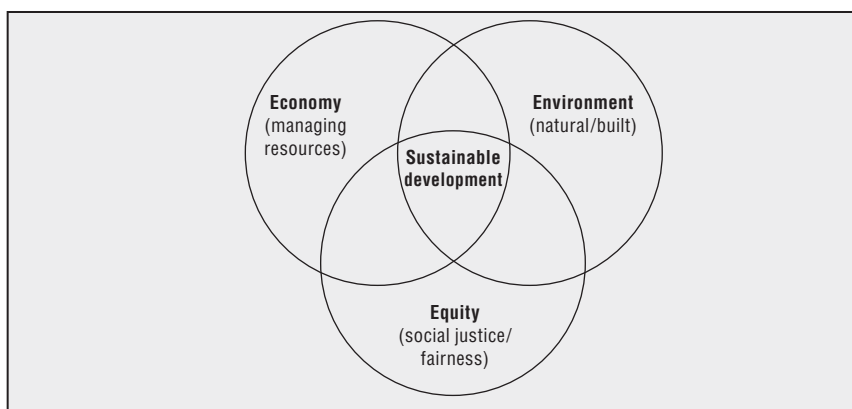 Economy
(managing
resources)
Environment
(natural/built)
Sustainable
development
Equity
(social justice/
fairness)